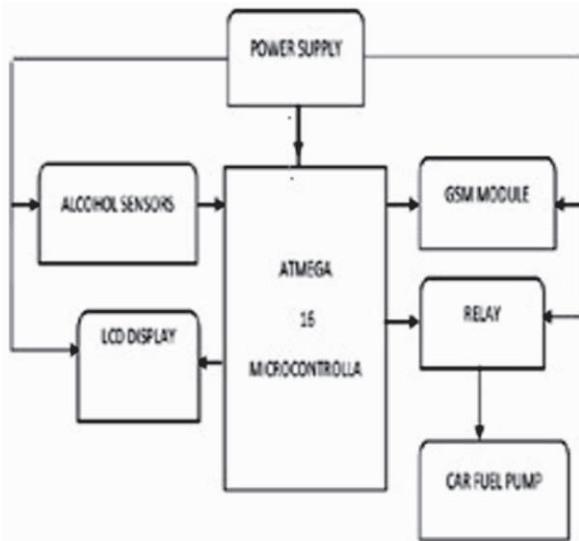 POWER SUPPLY
ALCOHOL SENSORS
GSM MODULE
ATMEGA
16
MICROCONTROLLA
LCD DISPLAY
RELAY
CAR FUEL PUMP